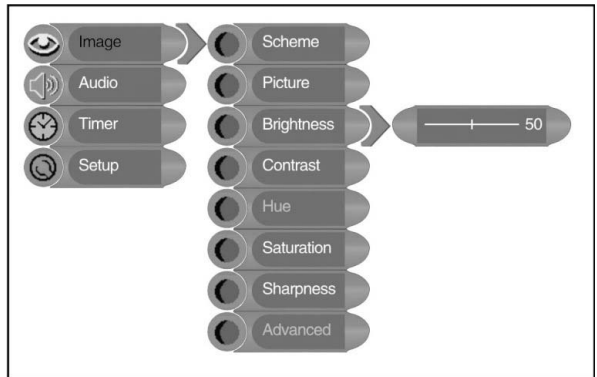 Image
Audio
Timer
Setup
Scheme
Picture
Brightness
Contrast
Hue
Saturation
Sharpness
Advanced
50